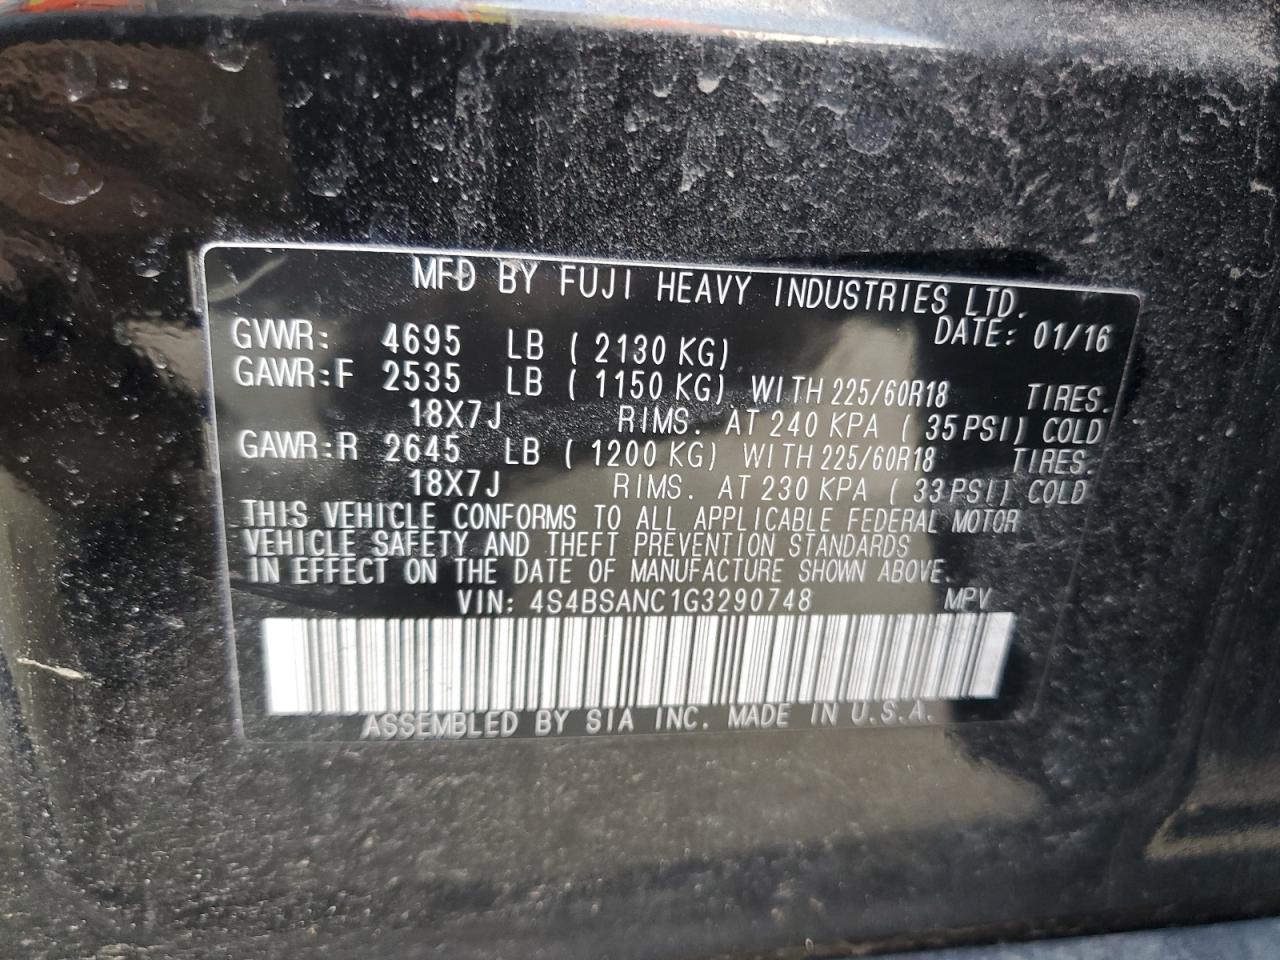 MFD BY FUJI HEAVY INDUSTRIES LTD.
DATE: 01/16
GVWR: 4695 LB ( 2130 KG)
GAWR:F 2535 LB ( 1150 KG) WITH 225/60R18 TIRES.
18X7J RIMS. AT 240 KPA ( 35PSI) COLD
GAWR:R 2645 LB ( 1200 KG) WITH 225/60R18 TIRES.
18X7J RIMS. AT 230 KPA ( 33PSI) COLD
THIS VEHICLE CONFORMS TO ALL APPLICABLE FEDERAL MOTOR
VEHICLE SAFETY AND THEFT PREVENTION STANDARDS
IN EFFECT ON THE DATE OF MANUFACTURE SHOWN ABOVE.
VIN: 4S4BSANC1G3290748 MPV
ASSEMBLED BY SIA INC. MADE IN U.S.A.